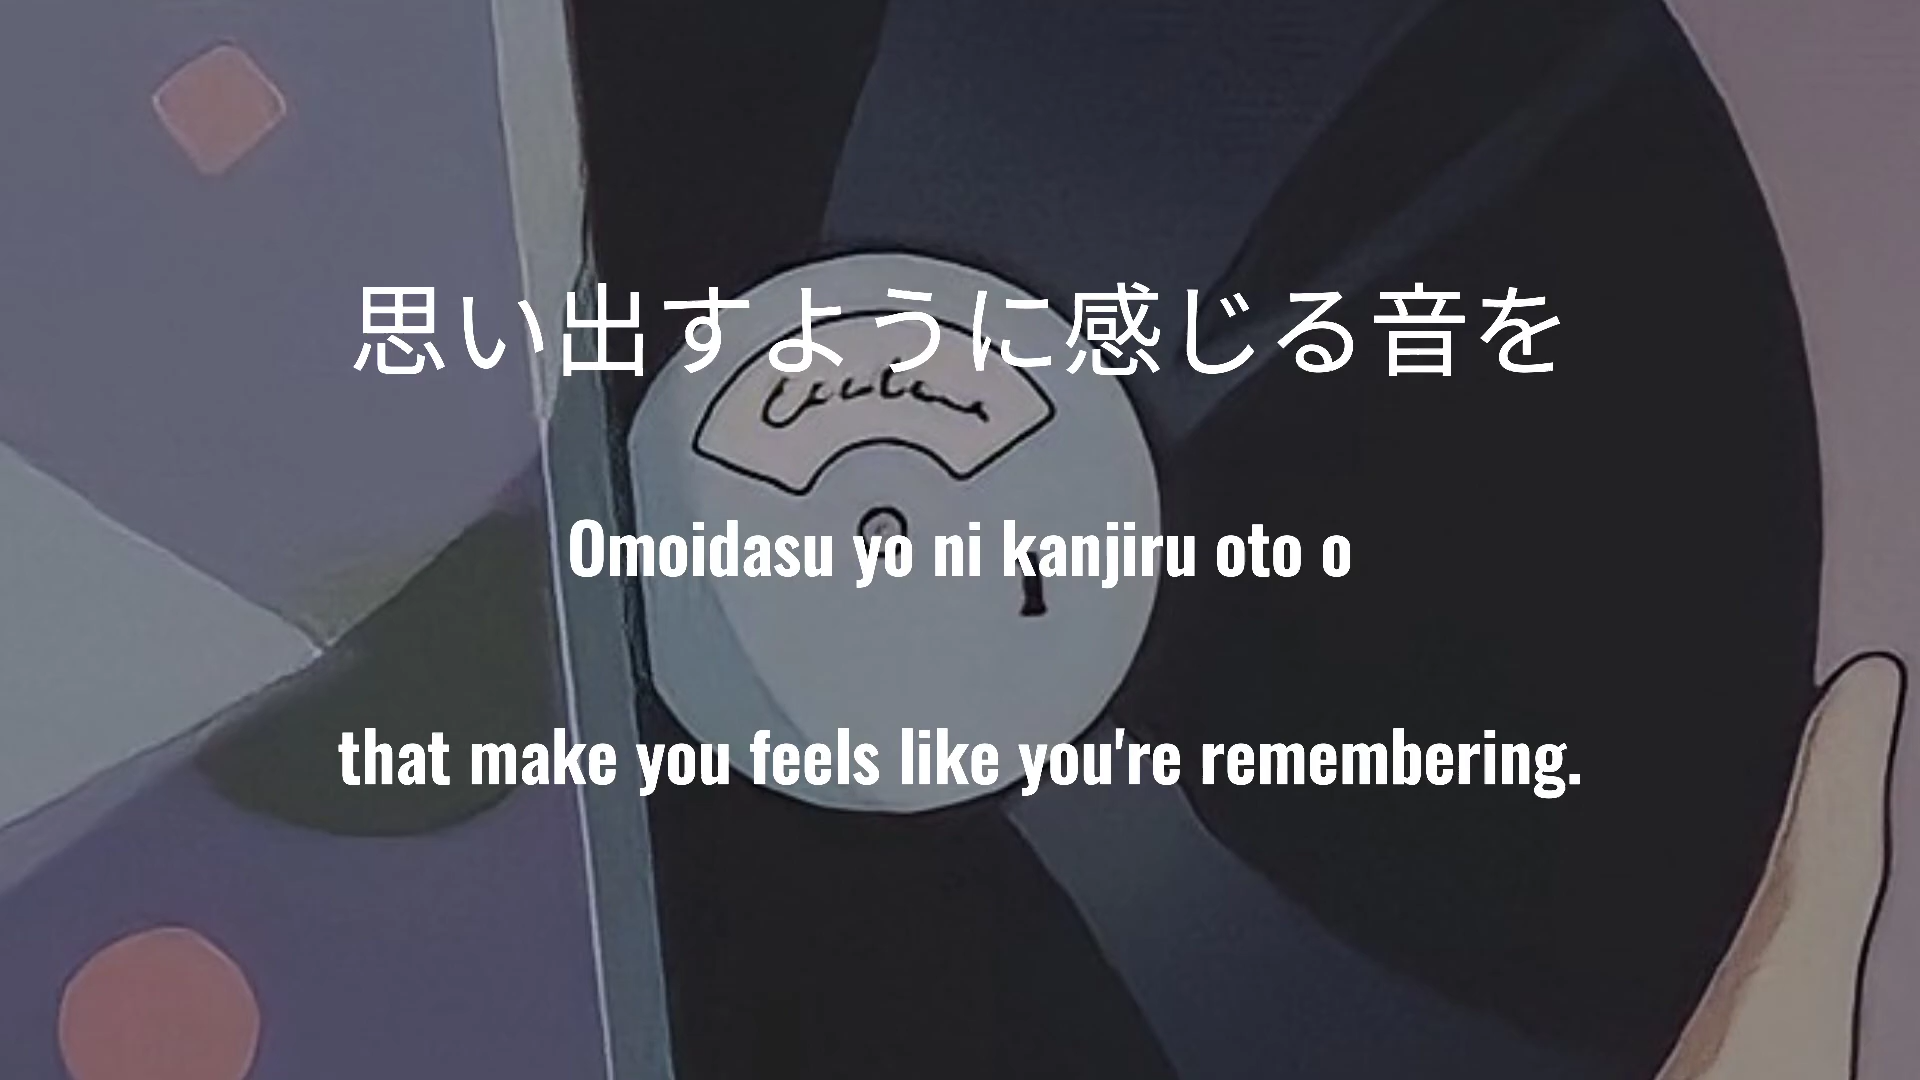 思い出すように感じる音を
Omoidasu yo ni kanjiru oto o
that make you feels like you're remembering.